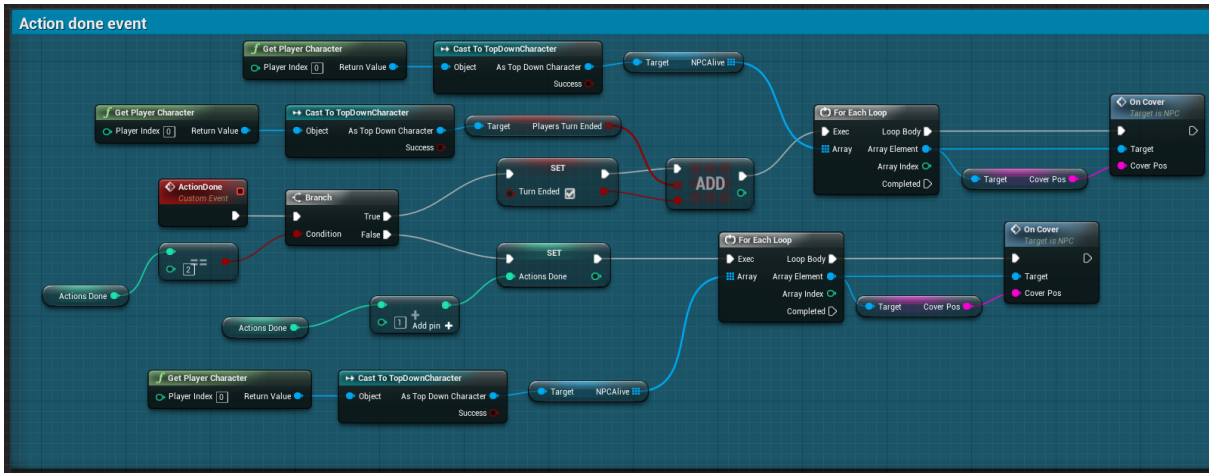 Action done event
Get Player Character
Player Index 0 Return Value
Cast To TopDownCharacter
Object As Top Down Character
Success
Target NPCAlive
Get Player Character
Player Index 0 Return Value
Cast To TopDownCharacter
Object As Top Down Character
Success
Target Players Turn Ended
For Each Loop
Exec Loop Body
Array Array Element
Array Index
Completed
On Cover
Target is NPC
Target
Cover Pos
Target Cover Pos
ActionDone
Custom Event
Branch
True
Condition False
SET
Turn Ended
ADD
2 ==
Actions Done
SET
Actions Done
Actions Done
1 +
Add pin +
For Each Loop
Exec Loop Body
Array Array Element
Array Index
Completed
On Cover
Target is NPC
Target
Cover Pos
Target Cover Pos
Get Player Character
Player Index 0 Return Value
Cast To TopDownCharacter
Object As Top Down Character
Success
Target NPCAlive